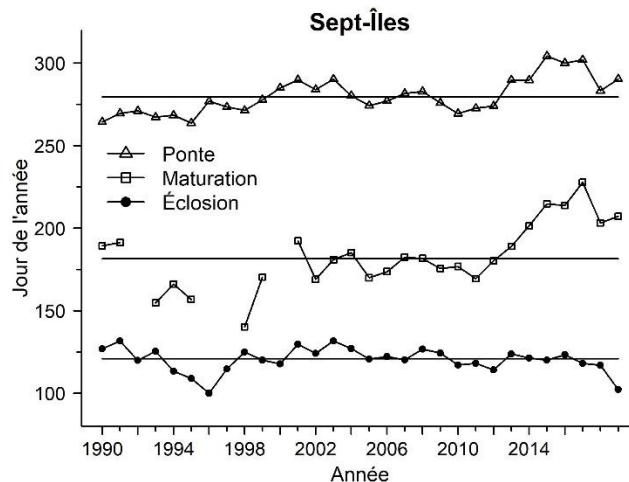 Sept-Îles
300
250
200
150
100
Jour de l'année
Ponte
Maturation
Éclosion
1990 1994 1998 2002 2006 2010 2014
Année